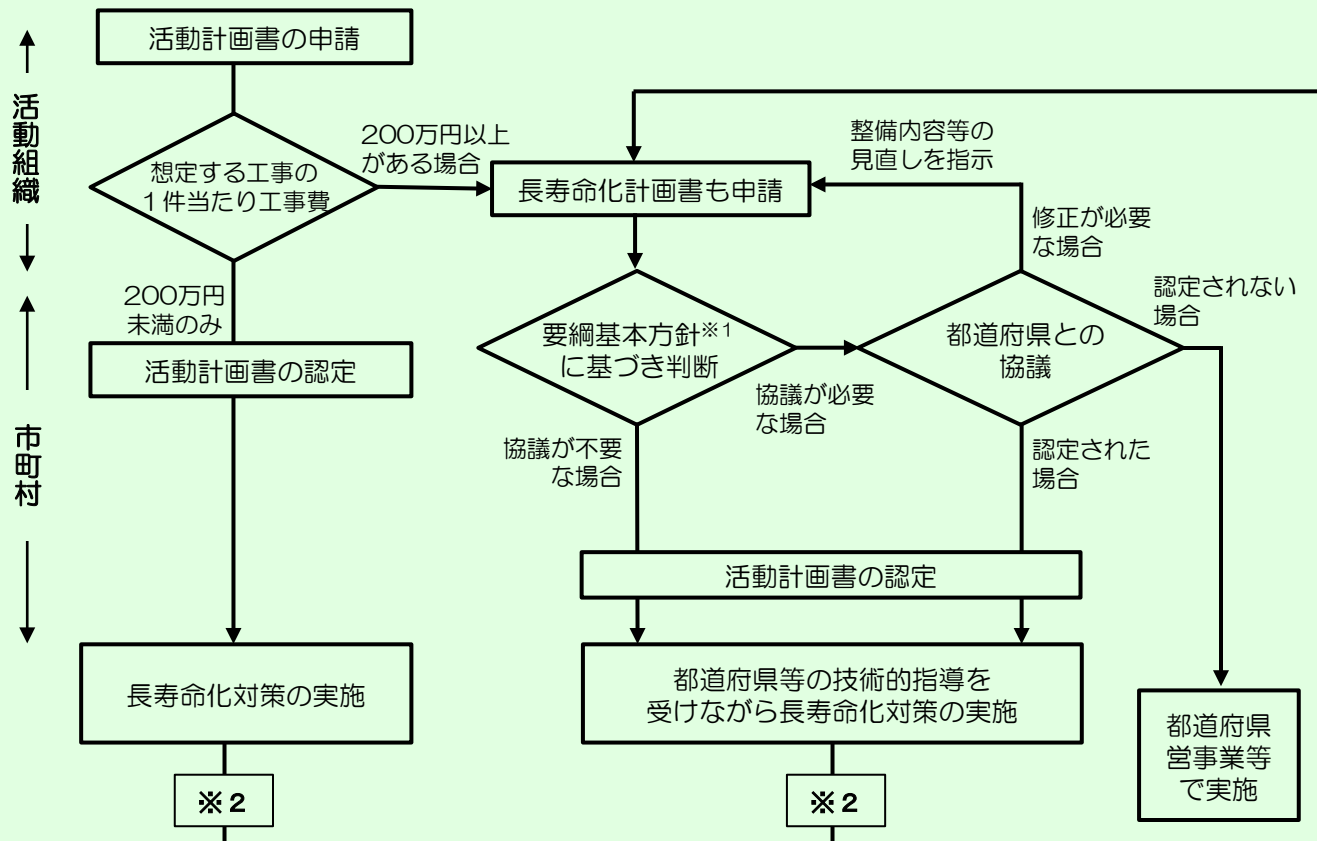 活動計画書の申請
活動組織
想定する工事の
１件当たり工事費
200万円以上
がある場合
長寿命化計画書も申請
整備内容等の
見直しを指示
修正が必要
な場合
200万円
未満のみ
活動計画書の認定
市町村
要綱基本方針※1
に基づき判断
協議が必要
な場合
都道府県との
協議
認定されない
場合
協議が不要
な場合
認定された
場合
活動計画書の認定
長寿命化対策の実施
都道府県等の技術的指導を
受けながら長寿命化対策の実施
都道府県
営事業等
で実施
※２
※２